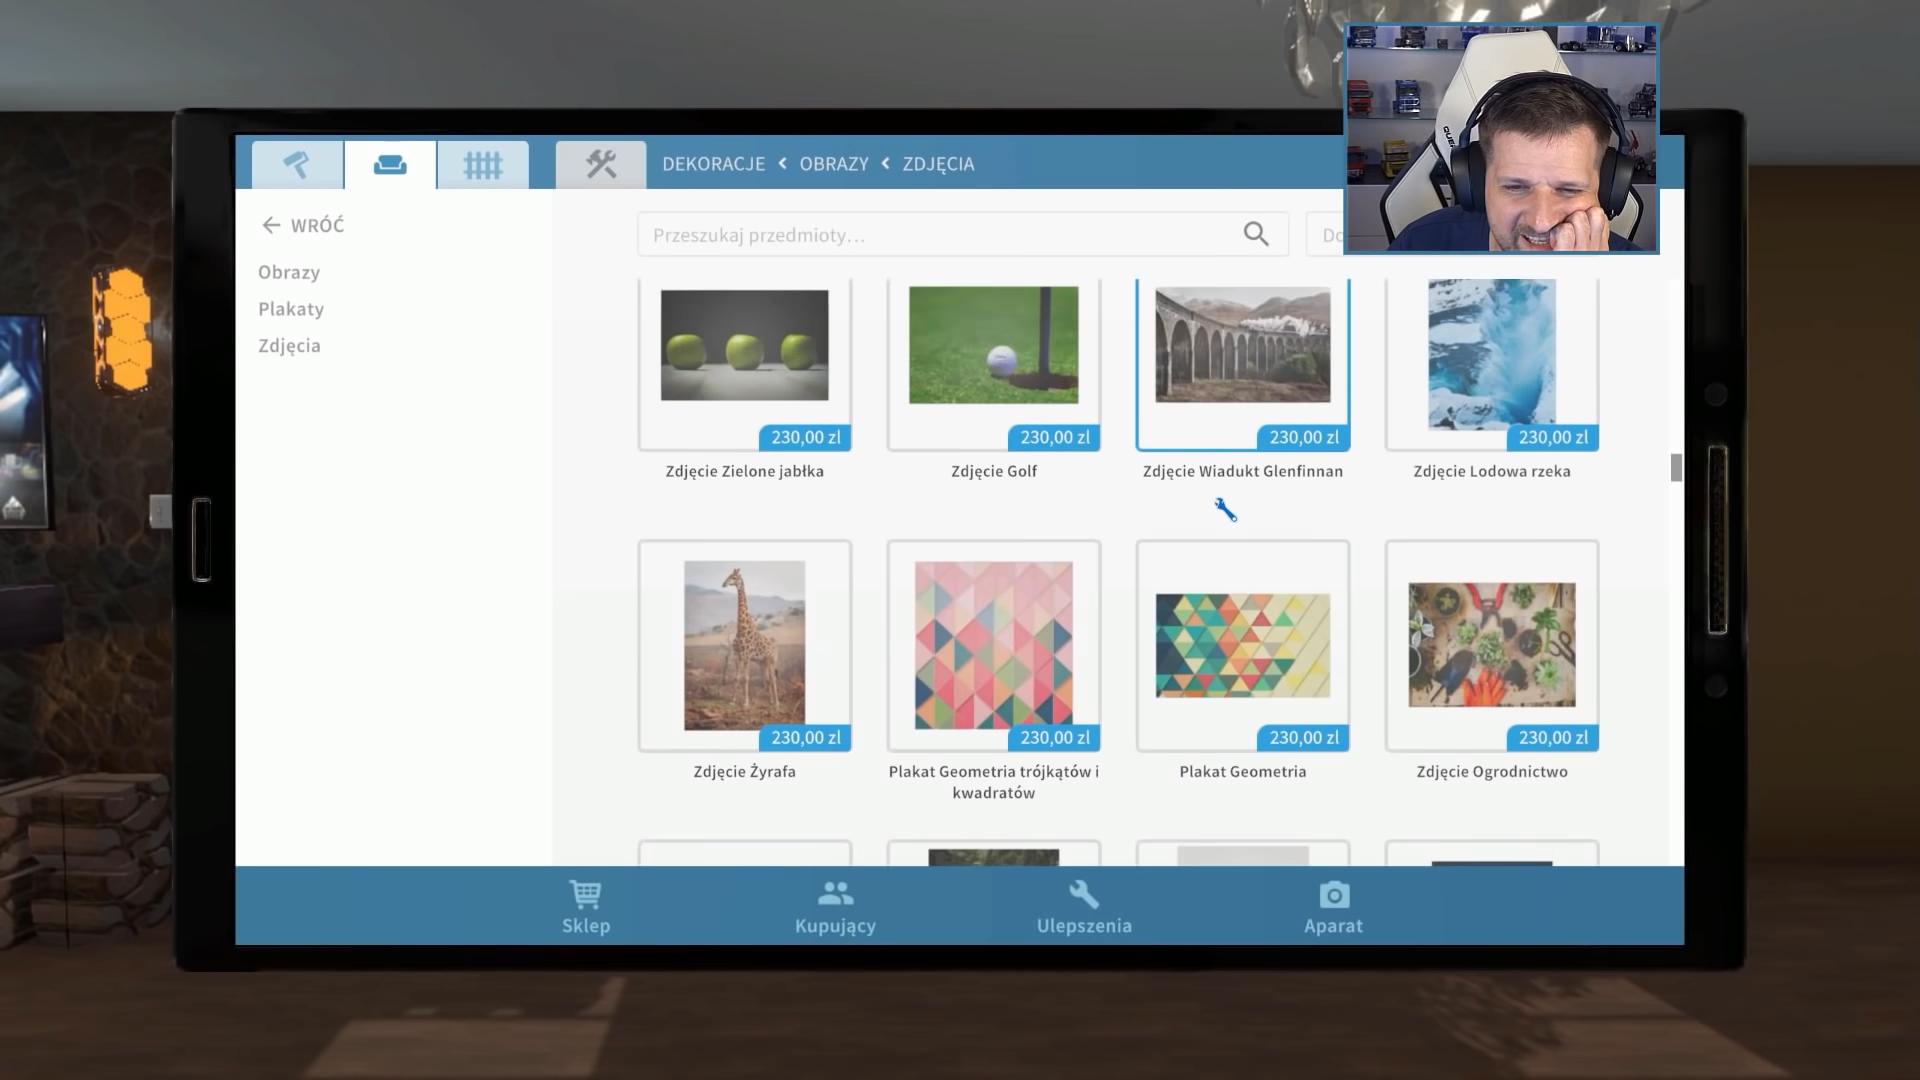 DEKORACJE < OBRAZY < ZDJĘCIA
WRÓĆ
Obrazy
Plakaty
Zdjęcia
Przeszukaj przedmioty...
230,00 zl
230,00 zl
230,00 zl
230,00 zl
Zdjęcie Zielone jabłka
Zdjęcie Golf
Zdjęcie Wiadukt Glenfinnan
Zdjęcie Lodowa rzeka
230,00 zl
230,00 zl
230,00 zl
230,00 zl
Zdjęcie Żyrafa
Plakat Geometria trójkątów i
kwadratów
Plakat Geometria
Zdjęcie Ogrodnictwo
Sklep
Kupujący
Ulepszenia
Aparat